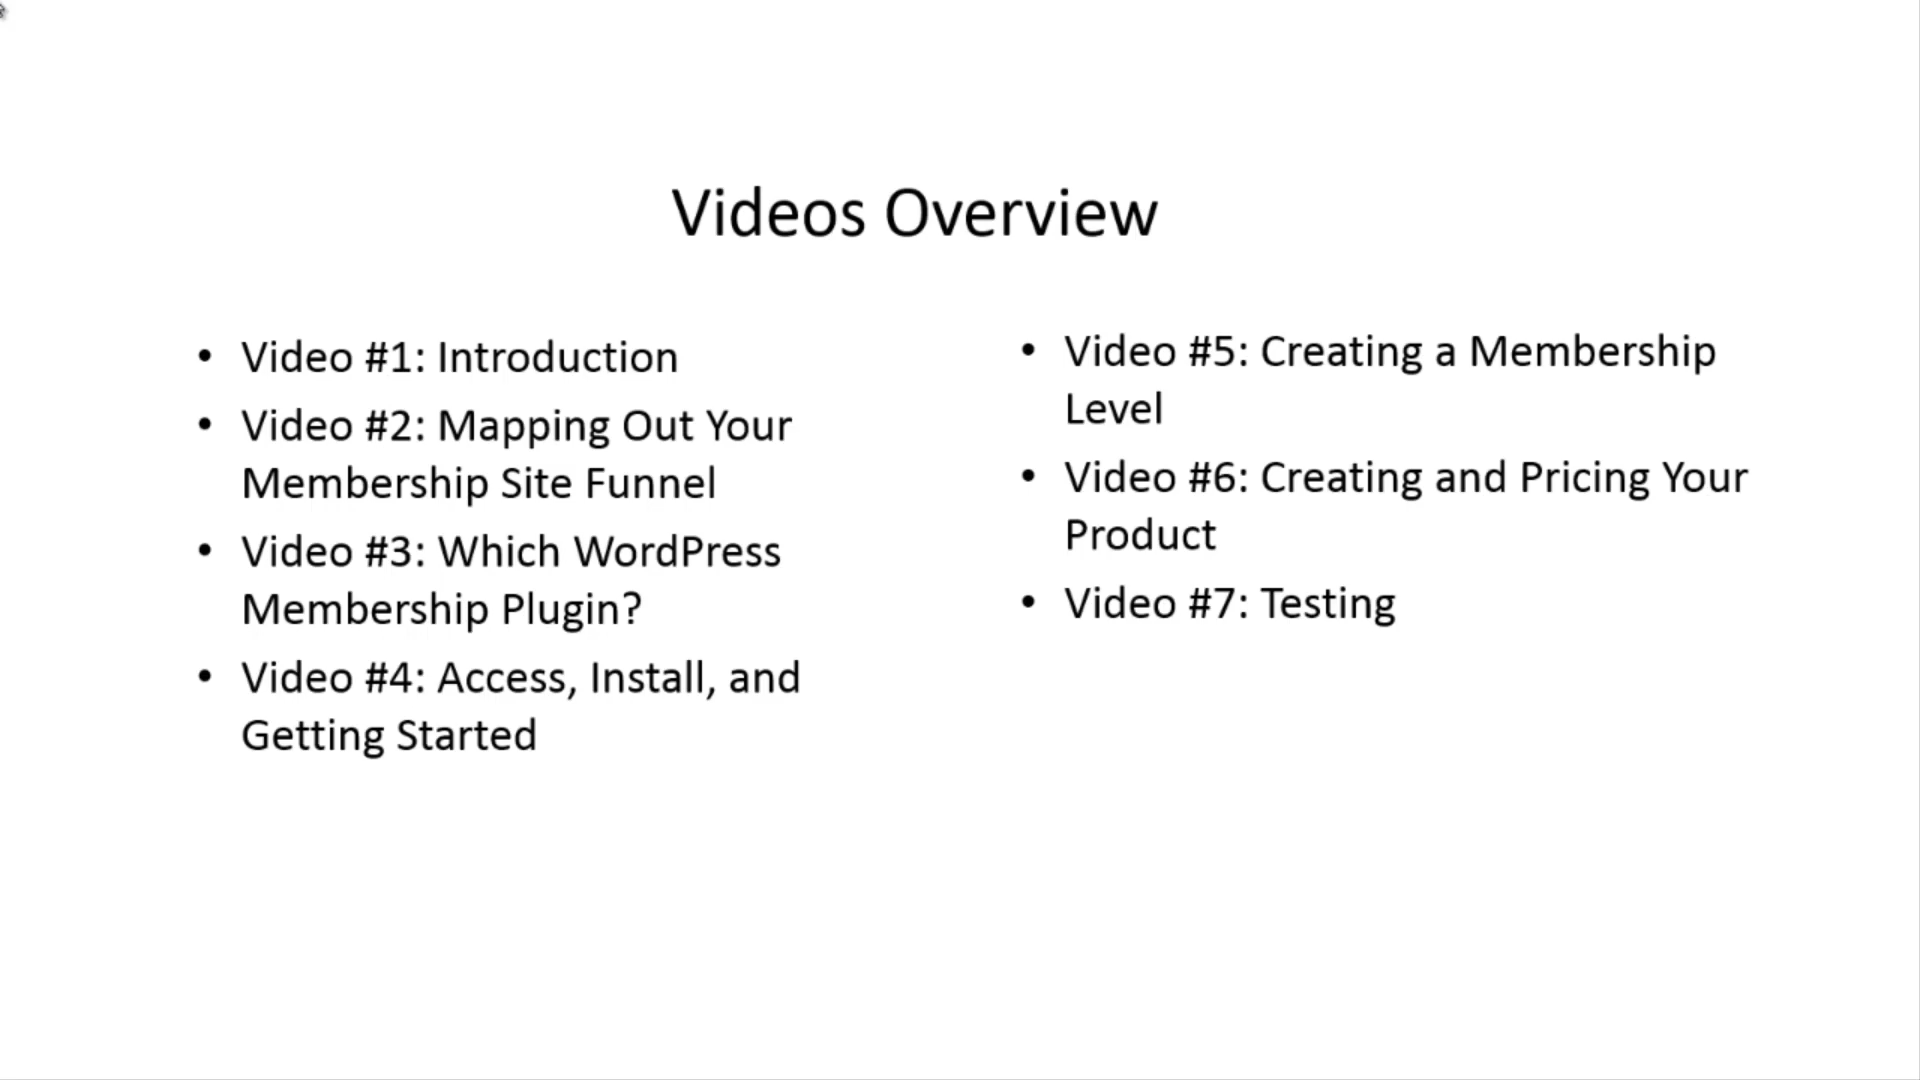 Videos Overview
• Video #1: Introduction
• Video #2: Mapping Out Your
Membership Site Funnel
• Video #3: Which WordPress
Membership Plugin?
• Video #4: Access, Install, and
Getting Started
• Video #5: Creating a Membership
Level
• Video #6: Creating and Pricing Your
Product
• Video #7: Testing